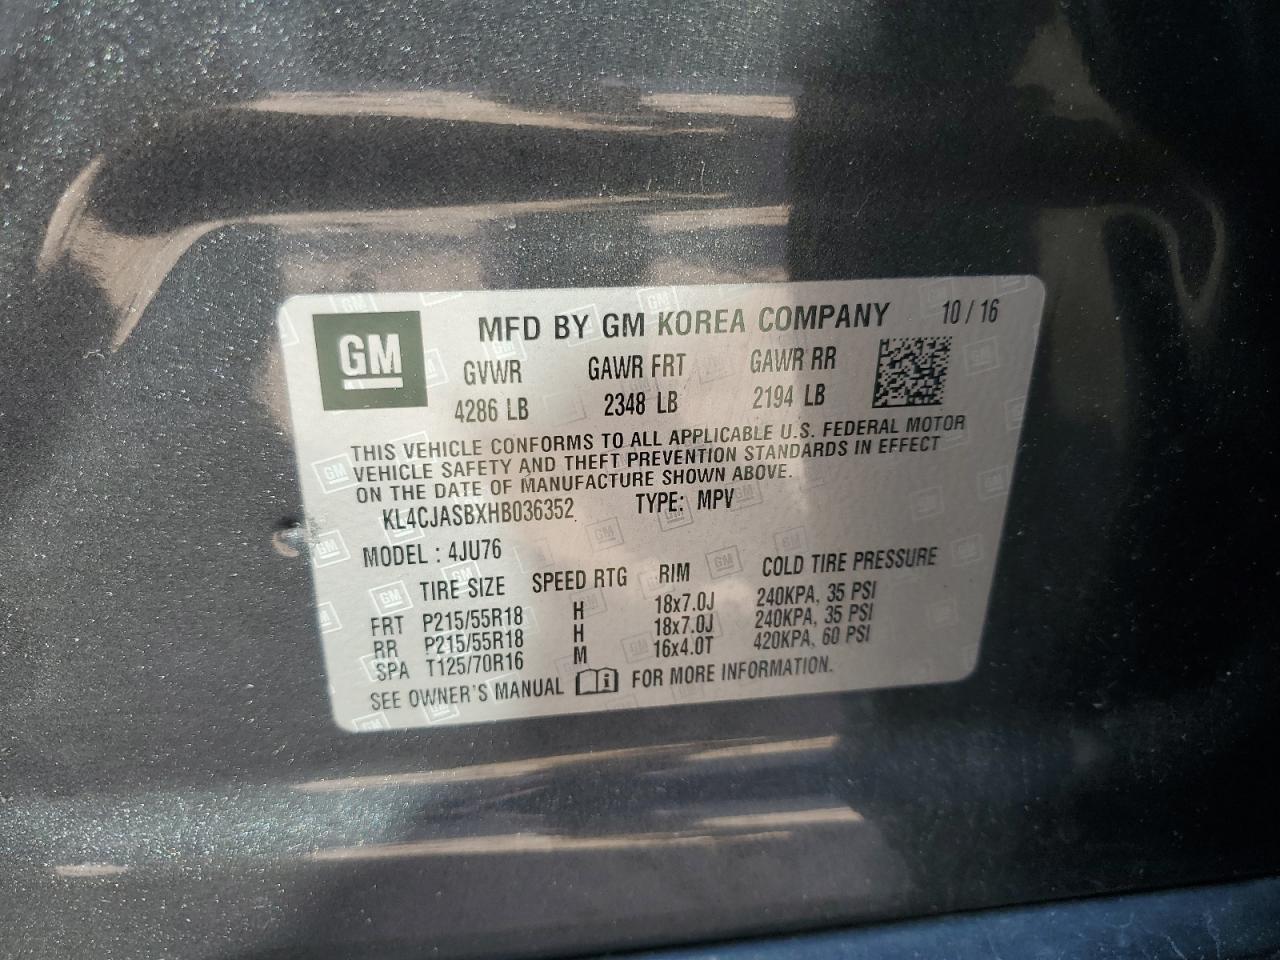 GM
MFD BY GM KOREA COMPANY 10 / 16
GVWR GAWR FRT GAWR RR
4286 LB 2348 LB 2194 LB
THIS VEHICLE CONFORMS TO ALL APPLICABLE U.S. FEDERAL MOTOR
VEHICLE SAFETY AND THEFT PREVENTION STANDARDS IN EFFECT
ON THE DATE OF MANUFACTURE SHOWN ABOVE.
KL4CJASBXHB036352 TYPE: MPV
MODEL : 4JU76
TIRE SIZE SPEED RTG RIM COLD TIRE PRESSURE
FRT P215/55R18 H 18x7.0J 240KPA, 35 PSI
RR P215/55R18 H 18x7.0J 240KPA, 35 PSI
SPA T125/70R16 M 16x4.0T 420KPA, 60 PSI
SEE OWNER'S MANUAL i FOR MORE INFORMATION.